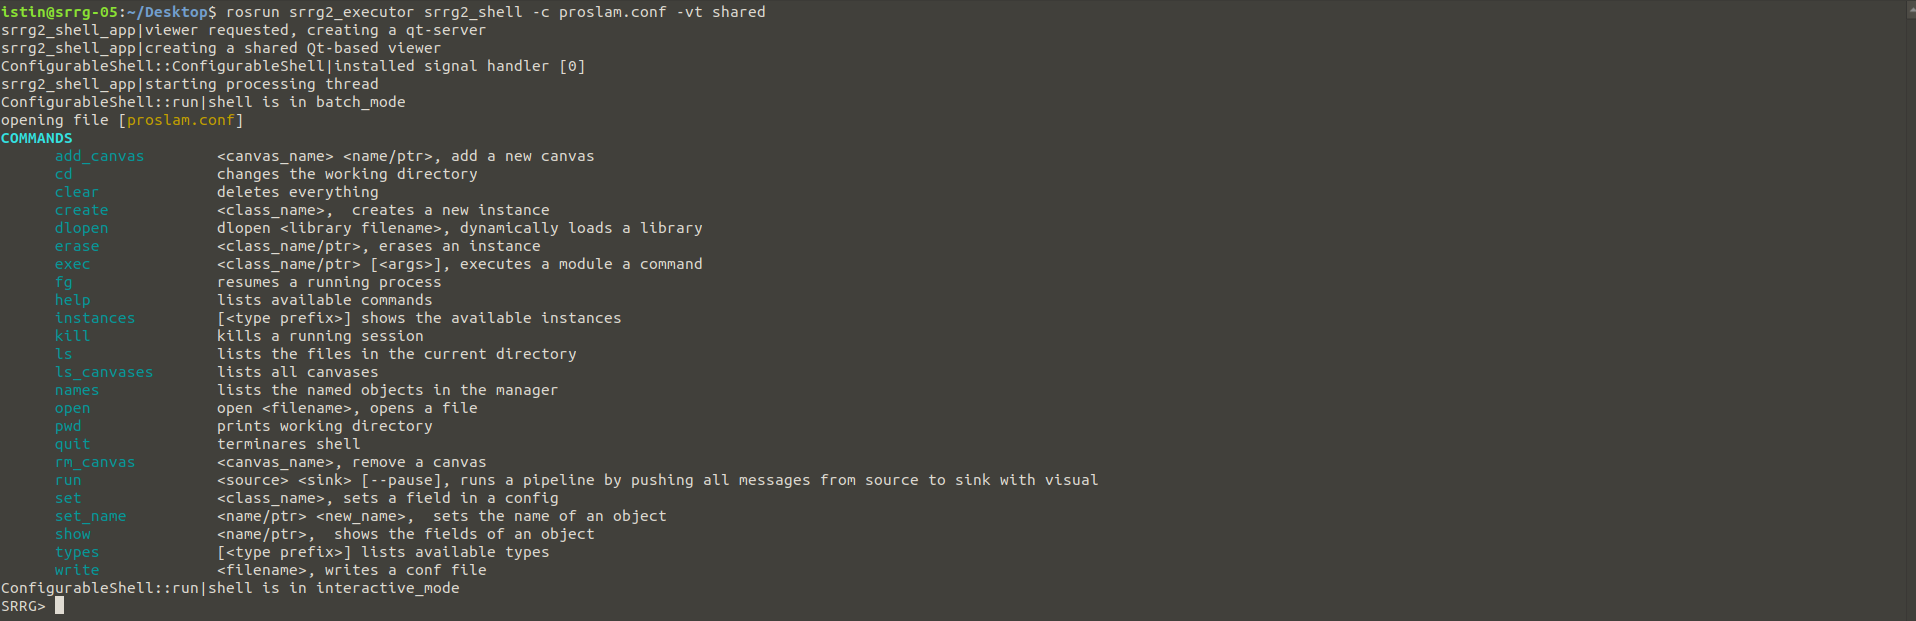 istin@srrg-05:~/Desktop$ rosrun srrg2_executor srrg2_shell -c proslam.conf -vt shared
srrg2_shell_app|viewer requested, creating a qt-server
srrg2_shell_app|creating a shared Qt-based viewer
ConfigurableShell::ConfigurableShell|installed signal handler [0]
srrg2_shell_app|starting processing thread
ConfigurableShell::run|shell is in batch_mode
opening file [proslam.conf]
COMMANDS
add_canvas <canvas_name> <name/ptr>, add a new canvas
cd changes the working directory
clear deletes everything
create <class_name>,  creates a new instance
dlopen dlopen <library filename>, dynamically loads a library
erase <class_name/ptr>, erases an instance
exec <class_name/ptr> [<args>], executes a module a command
fg resumes a running process
help lists available commands
instances [<type prefix>] shows the available instances
kill kills a running session
ls lists the files in the current directory
ls_canvases lists all canvases
names lists the named objects in the manager
open open <filename>, opens a file
pwd prints working directory
quit terminares shell
rm_canvas <canvas_name>, remove a canvas
run <source> <sink> [--pause], runs a pipeline by pushing all messages from source to sink with visual
set <class_name>, sets a field in a config
set_name <name/ptr> <new_name>,  sets the name of an object
show <name/ptr>,  shows the fields of an object
types [<type prefix>] lists available types
write <filename>, writes a conf file
ConfigurableShell::run|shell is in interactive_mode
SRRG>